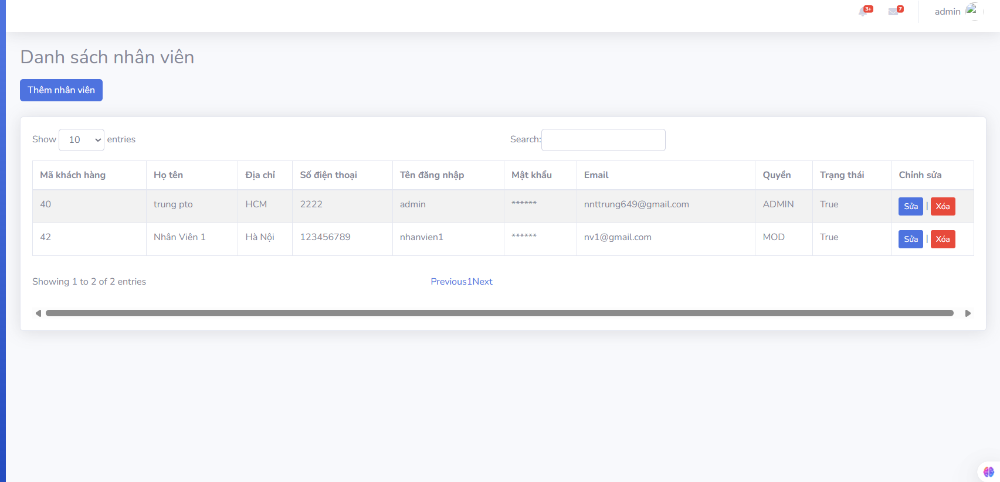 3+ 7 admin
Danh sách nhân viên
Thêm nhân viên
Show 10 entries Search:
Mã khách hàng Họ tên Địa chỉ Số điện thoại Tên đăng nhập Mật khẩu Email Quyền Trạng thái Chỉnh sửa
40 trung pto HCM 2222 admin ****** nnttrung649@gmail.com ADMIN True Sửa | Xóa
42 Nhân Viên 1 Hà Nội 123456789 nhanvien1 ****** nv1@gmail.com MOD True Sửa | Xóa
Showing 1 to 2 of 2 entries Previous1Next